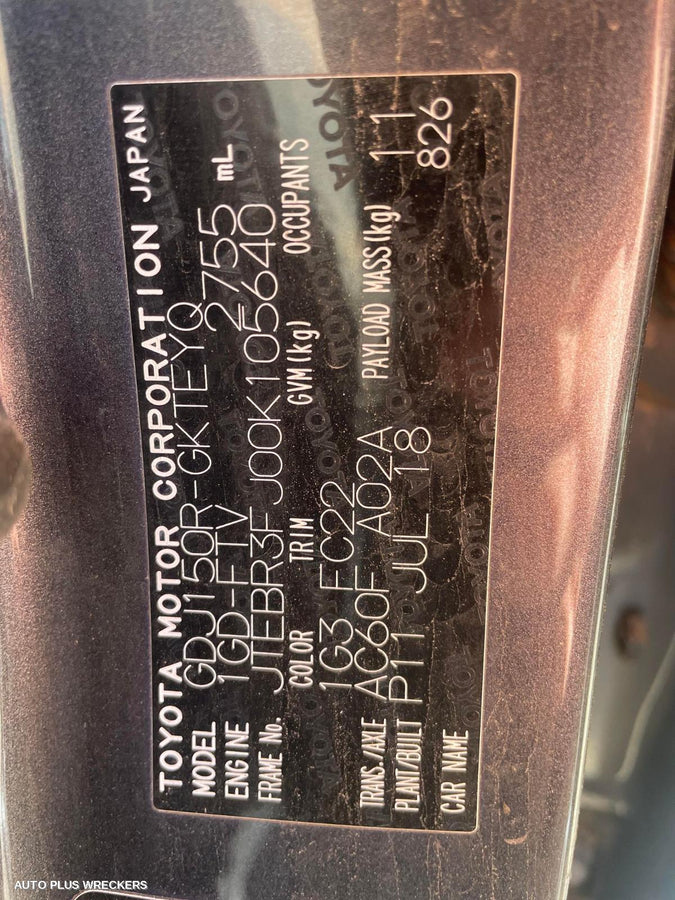 TOYOTA MOTOR CORPORATION JAPAN
MODEL GDJ150R-GKTEYQ
ENGINE 1GD-FTV 2755 mL
FRAME No. JTEBR3FJ00K105640
COLOR TRIM GVM(kg) OCCUPANTS
1G3 FC22
TRANS./AXLE AC60F A02A PAYLOAD MASS(kg) 11
PLANT/BUILT P11 JUL 18 826
CAR NAME
AUTO PLUS WRECKERS